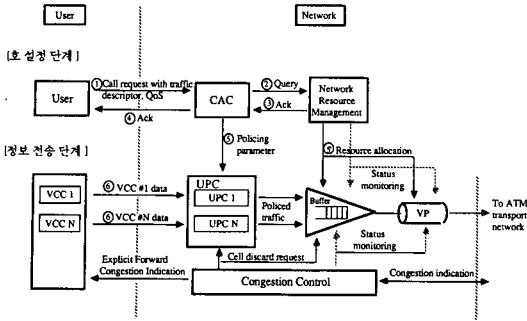 User
Network
[호 설정 단계 ]
User
①Call request with traffic
descriptor, QoS
④ Ack
CAC
② Query
③ Ack
Network
Resource
Management
⑤ Policing
parameter
⑤ Resource allocation
[정보 전송 단계 ]
Status
monitoring
VCC 1
VCC N
⑥ VCC #1 data
⑥ VCC #N data
UPC
UPC 1
UPC N
Policed
traffic
Buffer
VP
To ATM
transport
network
Status
monitoring
Explicit Forward
Congestion Indication
Cell discard request
Congestion Control
Congestion indication